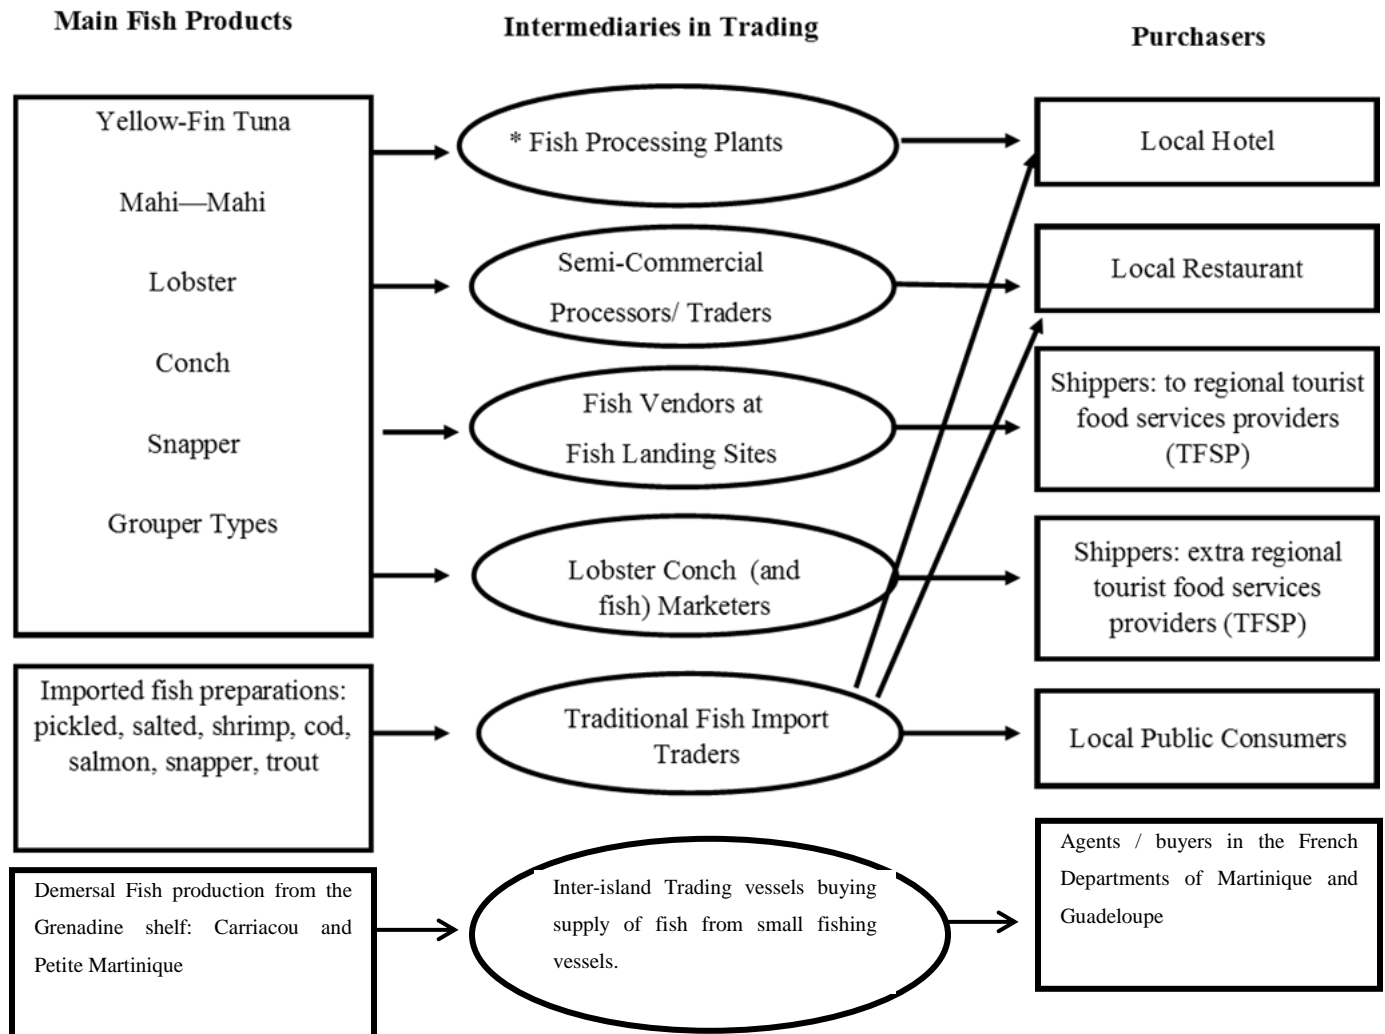 Main Fish Products
Intermediaries in Trading
Purchasers
Yellow-Fin Tuna
Mahi—Mahi
Lobster
Conch
Snapper
Grouper Types
* Fish Processing Plants
Local Hotel
Semi-Commercial
Processors/ Traders
Local Restaurant
Fish Vendors at
Fish Landing Sites
Shippers: to regional tourist
food services providers
(TFSP)
Lobster Conch (and
fish) Marketers
Shippers: extra regional
tourist food services
providers (TFSP)
Imported fish preparations:
pickled, salted, shrimp, cod,
salmon, snapper, trout
Traditional Fish Import
Traders
Local Public Consumers
Demersal Fish production from the
Grenadine shelf: Carriacou and
Petite Martinique
Inter-island Trading vessels buying
supply of fish from small fishing
vessels.
Agents / buyers in the French
Departments of Martinique and
Guadeloupe